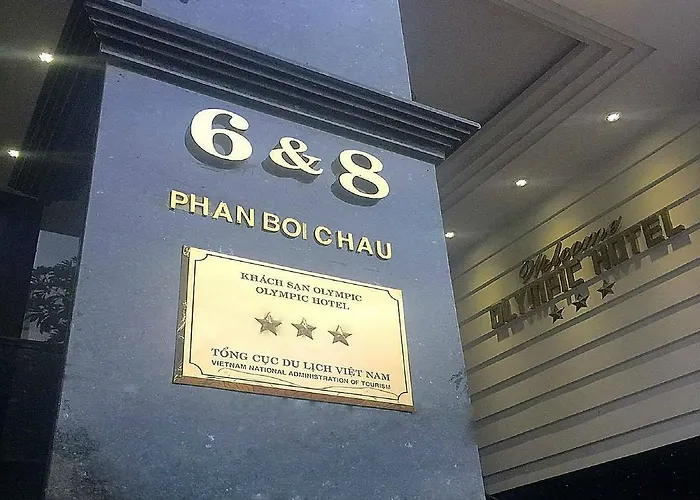 6 & 8
PHAN BOI CHAU
KHÁCH SẠN OLYMPIC
OLYMPIC HOTEL
TỔNG CỤC DU LỊCH VIỆT NAM
VIETNAM NATIONAL ADMINISTRATION OF TOURISM
Welcome
OLYMPIC HOTEL